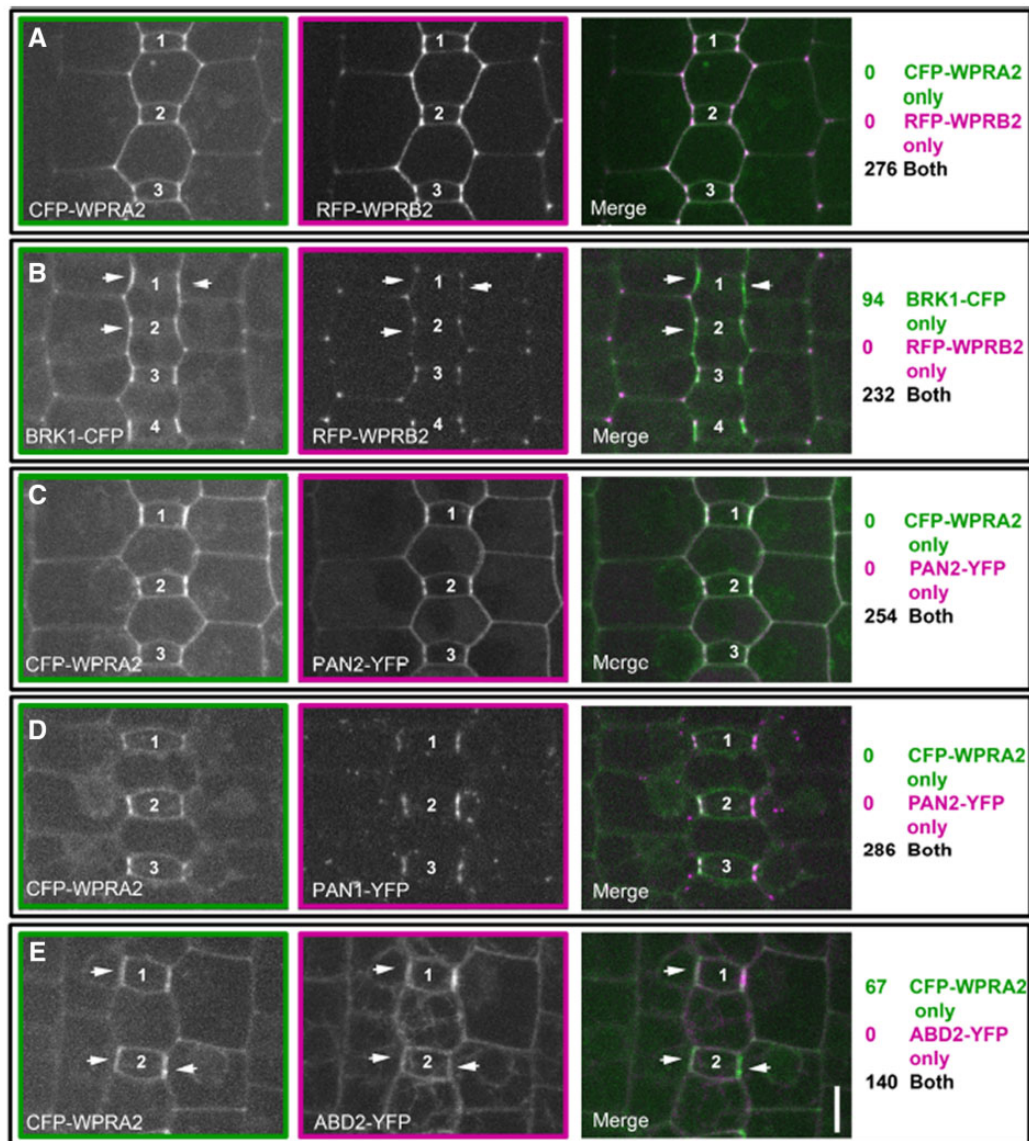 A
1
2
3
CFP-WPRA2
1
2
3
RFP-WPRB2
1
2
3
Merge
0 CFP-WPRA2
only
0 RFP-WPRB2
only
276 Both
B
1
2
3
4
BRK1-CFP
1
2
3
4
RFP-WPRB2
1
2
3
4
Merge
94 BRK1-CFP
only
0 RFP-WPRB2
only
232 Both
C
1
2
3
CFP-WPRA2
1
2
3
PAN2-YFP
1
2
3
Mcrgc
0 CFP-WPRA2
only
0 PAN2-YFP
only
254 Both
D
1
2
3
CFP-WPRA2
1
2
3
PAN1-YFP
1
2
3
Merge
0 CFP-WPRA2
only
0 PAN2-YFP
only
286 Both
E
1
2
CFP-WPRA2
1
2
ABD2-YFP
1
2
Merge
67 CFP-WPRA2
only
0 ABD2-YFP
only
140 Both